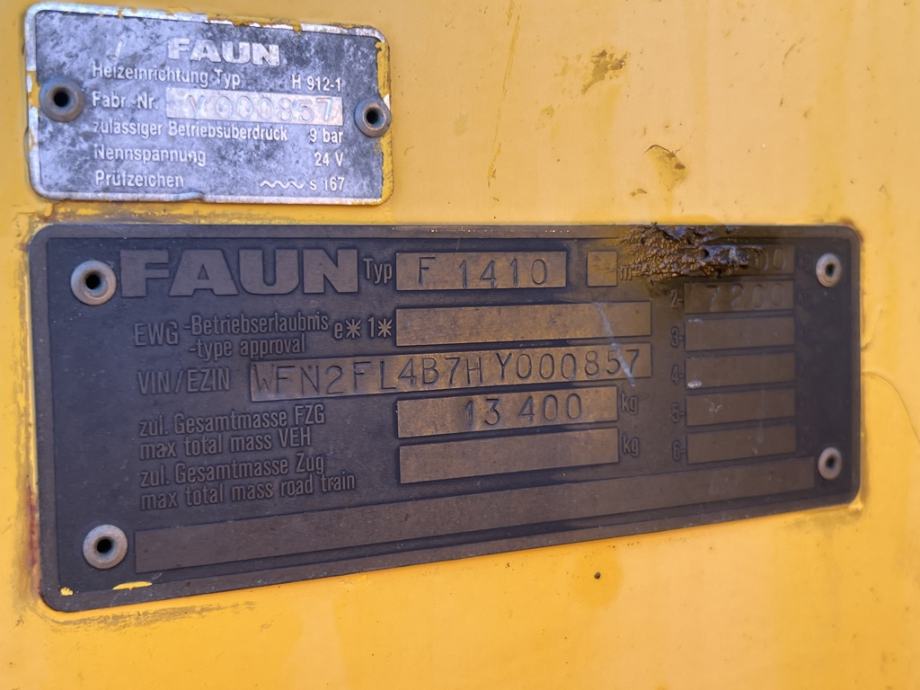 FAUN
Heizeinrichtung Typ H 912-1
Fabr.-Nr. Y000857
zulässiger Betriebsüberdruck 9 bar
Nennspannung 24 V
Prüfzeichen s 167
FAUN Typ F 1410
EWG -Betriebserlaubnis e*1*
-type approval
VIN/EZIN WFN2FL4B7HY000857
zul. Gesamtmasse FZG 13 400 kg
max total mass VEH
zul. Gesamtmasse Zug kg
max total mass road train
2- 7200
3-
4-
5-
6-